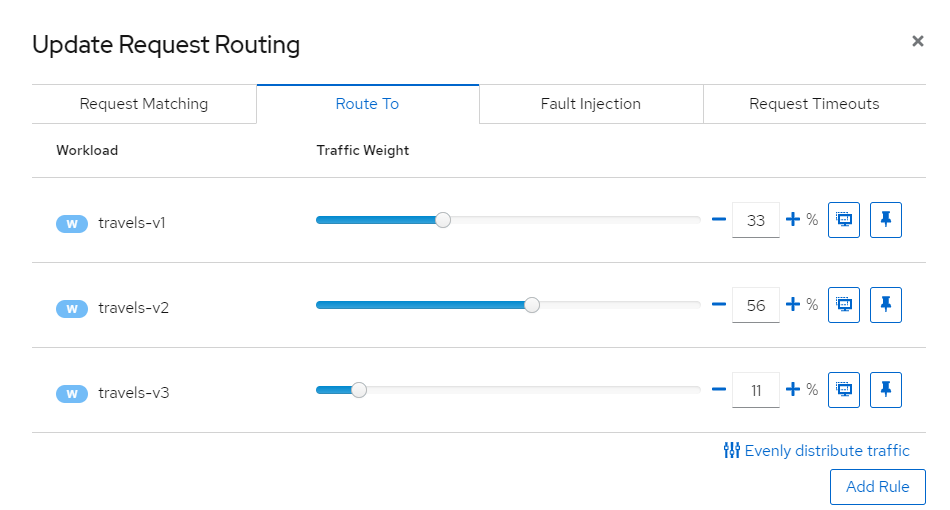 Update Request Routing
Request Matching Route To Fault Injection Request Timeouts
Workload Traffic Weight
W travels-v1 33 %
W travels-v2 56 %
W travels-v3 11 %
Evenly distribute traffic
Add Rule